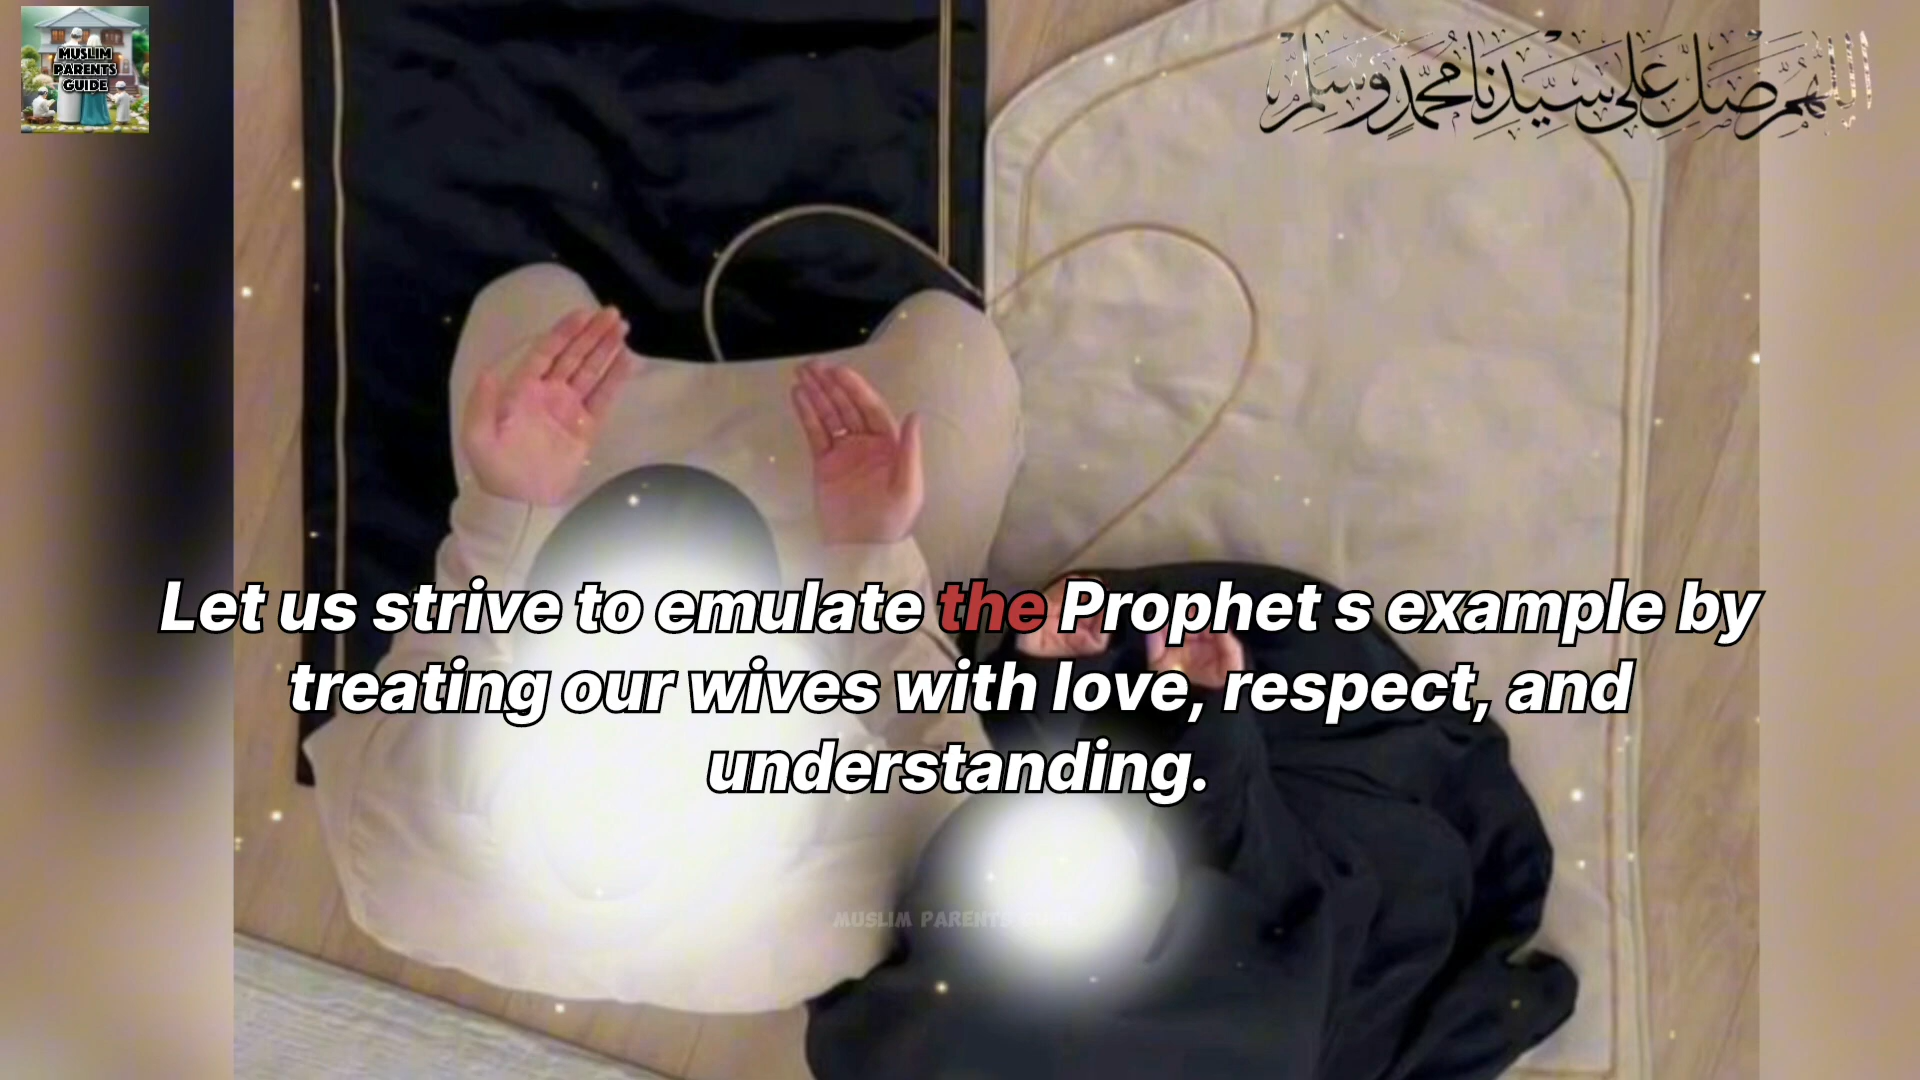 MUSLIM
PARENTS
GUIDE
اللهم صل على سيدنا محمد وسلم
Let us strive to emulate the Prophet s example by
treating our wives with love, respect, and
understanding.
MUSLIM PARENTS